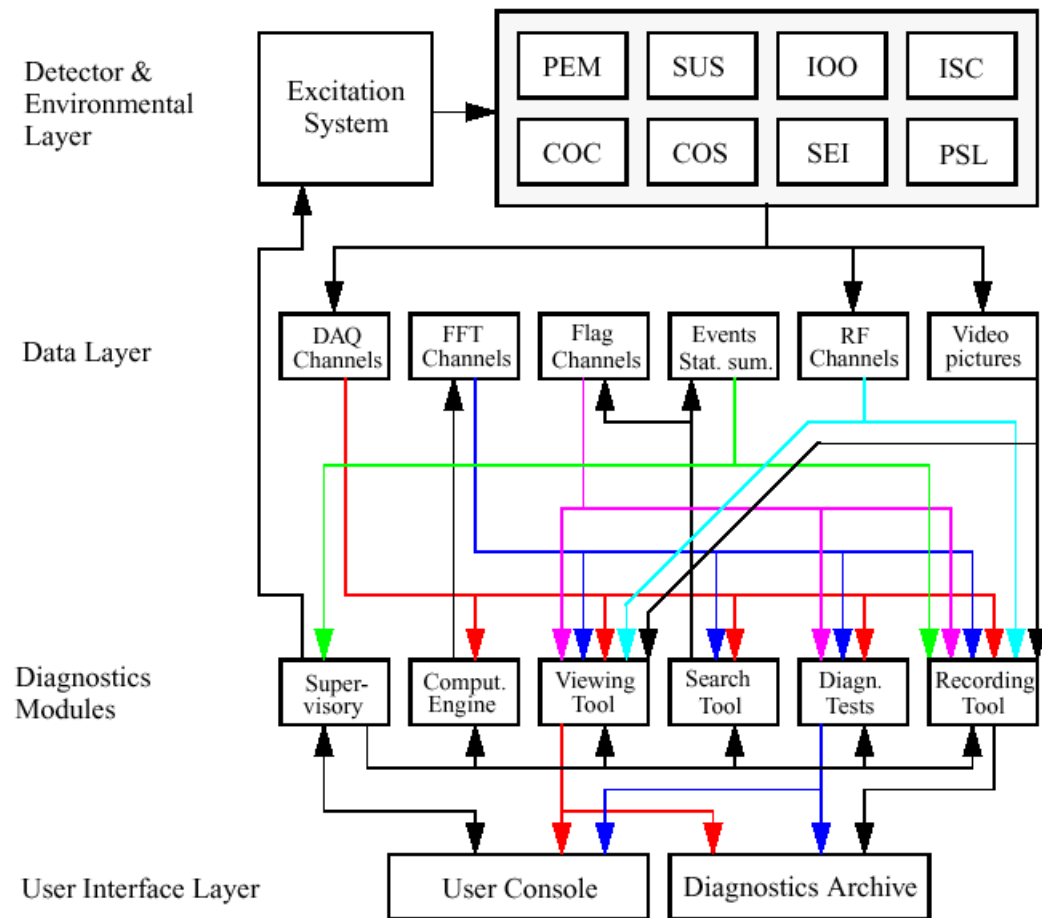 Detector &
Environmental
Layer
Excitation
System
PEM
SUS
IOO
ISC
COC
COS
SEI
PSL
Data Layer
DAQ
Channels
FFT
Channels
Flag
Channels
Events
Stat. sum.
RF
Channels
Video
pictures
Diagnostics
Modules
Super-
visory
Comput.
Engine
Viewing
Tool
Search
Tool
Diagn.
Tests
Recording
Tool
User Interface Layer
User Console
Diagnostics Archive